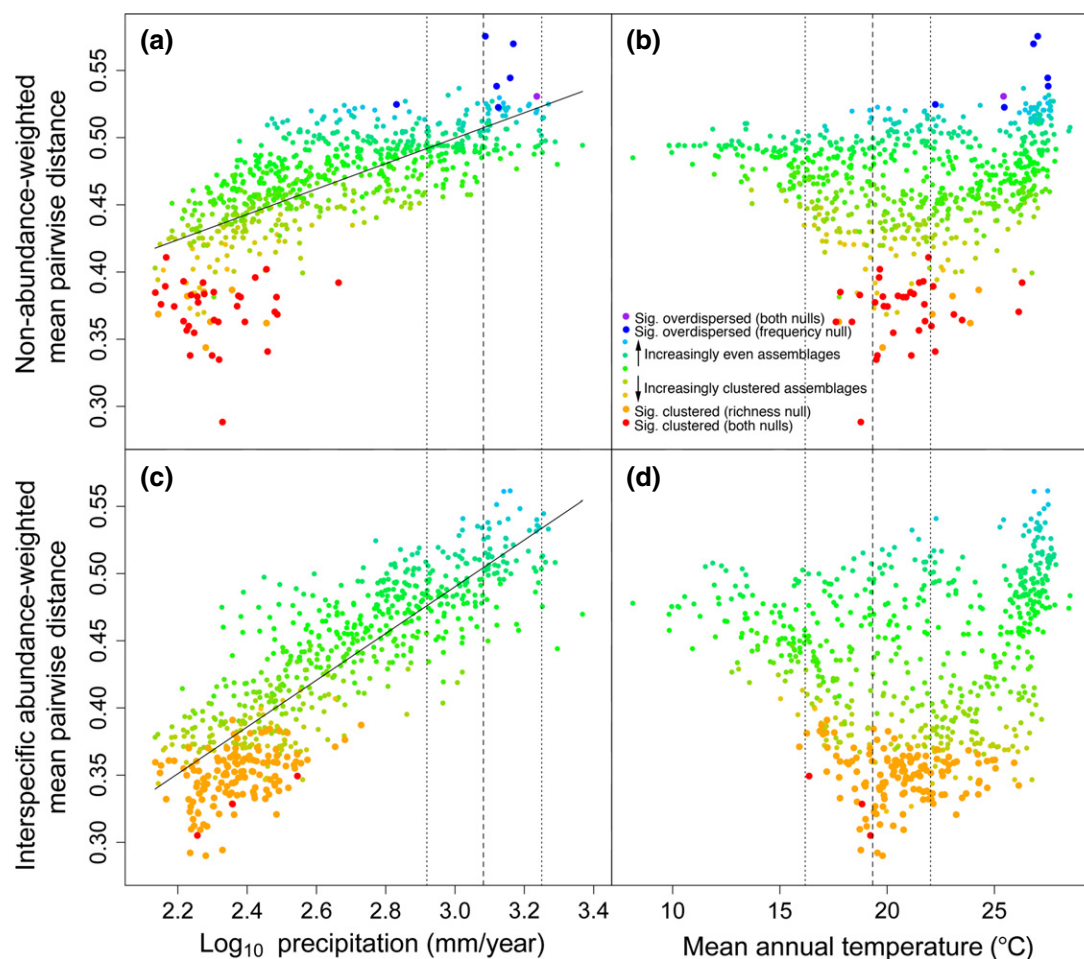 (a)
(b)
Non-abundance-weighted
mean pairwise distance
0.55
0.50
0.45
0.40
0.35
0.30
Sig. overdispersed (both nulls)
Sig. overdispersed (frequency null)
Increasingly even assemblages
Increasingly clustered assemblages
Sig. clustered (richness null)
Sig. clustered (both nulls)
(c)
(d)
Interspecific abundance-weighted
mean pairwise distance
0.55
0.50
0.45
0.40
0.35
0.30
2.2 2.4 2.6 2.8 3.0 3.2 3.4
10 15 20 25
Log10 precipitation (mm/year)
Mean annual temperature (°C)